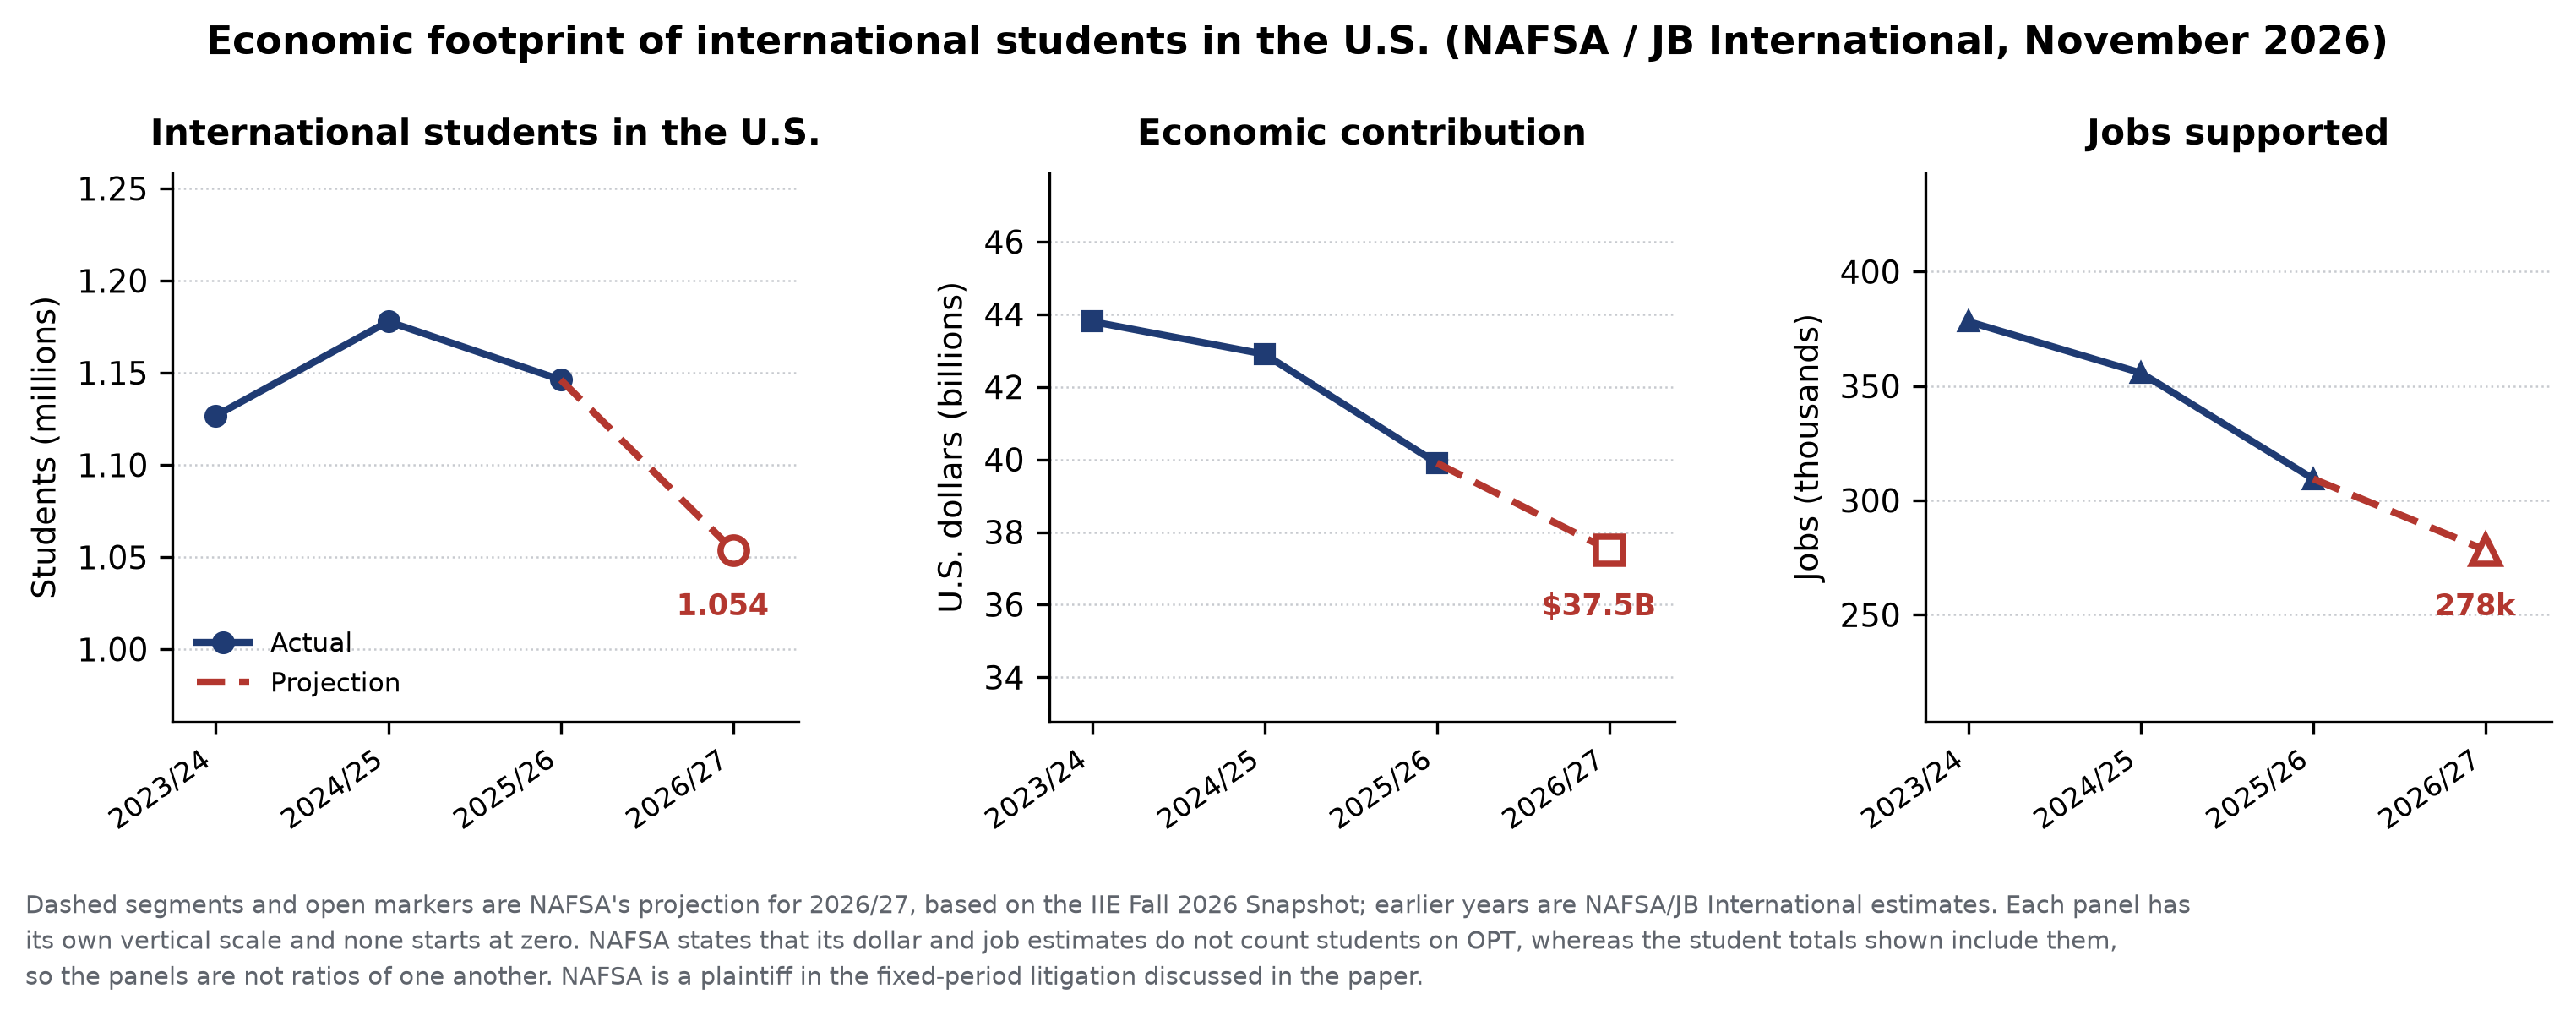 Economic footprint of international students in the U.S. (NAFSA / JB International, November 2026)
International students in the U.S.
Students (millions)
1.25
1.20
1.15
1.10
1.05
1.00
1.054
Actual
Projection
2023/24
2024/25
2025/26
2026/27
Economic contribution
U.S. dollars (billions)
46
44
42
40
38
36
34
$37.5B
2023/24
2024/25
2025/26
2026/27
Jobs supported
Jobs (thousands)
400
350
300
250
278k
2023/24
2024/25
2025/26
2026/27
Dashed segments and open markers are NAFSA's projection for 2026/27, based on the IIE Fall 2026 Snapshot; earlier years are NAFSA/JB International estimates. Each panel has
its own vertical scale and none starts at zero. NAFSA states that its dollar and job estimates do not count students on OPT, whereas the student totals shown include them,
so the panels are not ratios of one another. NAFSA is a plaintiff in the fixed-period litigation discussed in the paper.